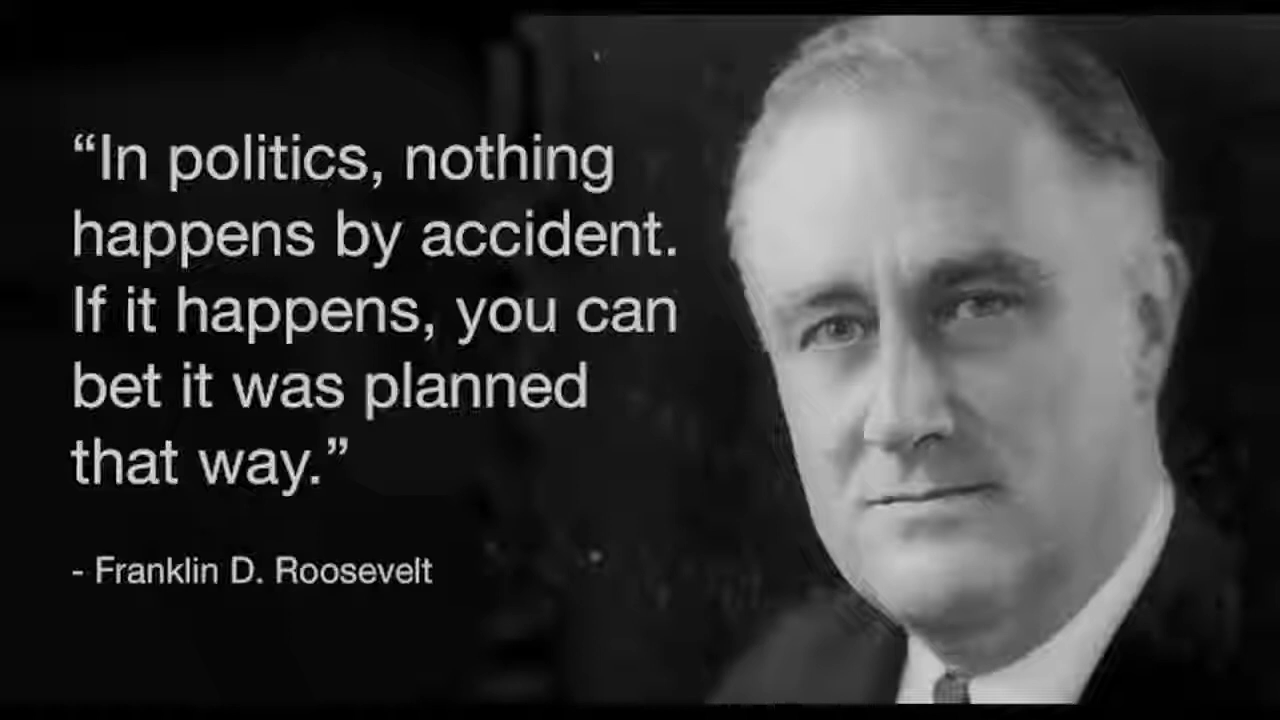 “In politics, nothing
happens by accident.
If it happens, you can
bet it was planned
that way.”
- Franklin D. Roosevelt